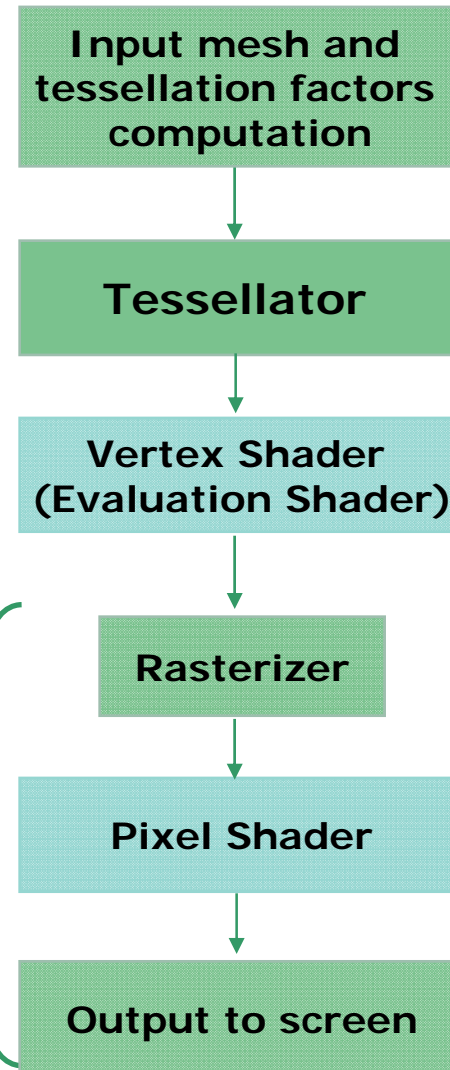 Input mesh and
tessellation factors
computation
Tessellator
Vertex Shader
(Evaluation Shader)
Rasterizer
Pixel Shader
Output to screen